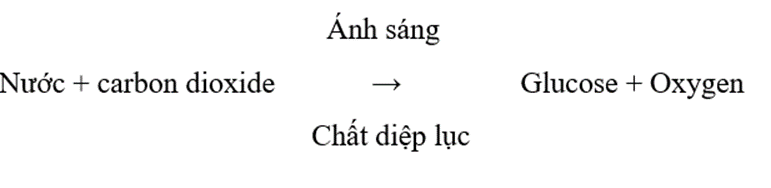 Ánh sáng
Nước + carbon dioxide → Glucose + Oxygen
Chất diệp lục